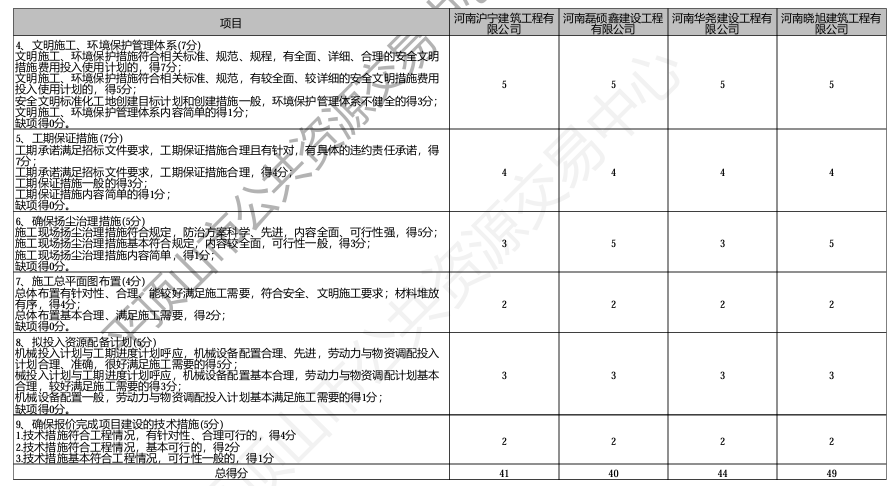 项目
河南沪宁建筑工程有限公司
河南磊硕鑫建设工程有限公司
河南华尧建设工程有限公司
河南晓旭建筑工程有限公司
4、文明施工、环境保护管理体系(7分)
文明施工、环境保护措施符合相关标准、规范、规程，有全面、详细、合理的安全文明
措施费用投入使用计划的，得7分；
文明施工、环境保护措施符合相关标准、规范，有较全面、较详细的安全文明措施费用
投入使用计划的，得5分；
安全文明标准化工地创建目标计划和创建措施一般，环境保护管理体系不健全的得3分；
文明施工、环境保护管理体系内容简单的得1分；
缺项得0分。
5 5 5 5
5、工期保证措施(7分)
工期承诺满足招标文件要求，工期保证措施合理且有针对，有具体的违约责任承诺，得
7分；
工期承诺满足招标文件要求，工期保证措施合理，得4分；
工期保证措施一般的得3分；
工期保证措施内容简单的得1分；
缺项得0分。
4 4 4 4
6、确保扬尘治理措施(5分)
施工现场扬尘治理措施符合规定，防治方案科学、先进，内容全面、可行性强，得5分；
施工现场扬尘治理措施基本符合规定，内容较全面，可行性一般，得3分；
施工现场扬尘治理措施内容简单，得1分；
缺项得0分。
3 5 3 5
7、施工总平面图布置(4分)
总体布置有针对性、合理、能较好满足施工需要，符合安全、文明施工要求；材料堆放
有序，得4分；
总体布置基本合理、满足施工需要，得2分；
缺项得0分。
2 2 2 2
8、拟投入资源配备计划(5分)
机械投入计划与工期进度计划呼应，机械设备配置合理、先进，劳动力与物资调配投入
计划合理、准确，很好满足施工需要的得5分；
械投入计划与工期进度计划呼应，机械设备配置基本合理，劳动力与物资调配计划基本
合理，较好满足施工需要的得3分；
机械设备配置一般，劳动力与物资调配投入计划基本满足施工需要的得1分；
缺项得0分。
3 3 3 3
9、确保报价完成项目建设的技术措施(5分)
1.技术措施符合工程情况，有针对性、合理可行的，得4分
2.技术措施符合工程情况，基本可行的，得2分
3.技术措施基本符合工程情况，可行性一般的，得1分
2 2 2 2
总得分 41 40 44 49
平顶山市公共资源交易中心
平顶山市公共资源交易中心